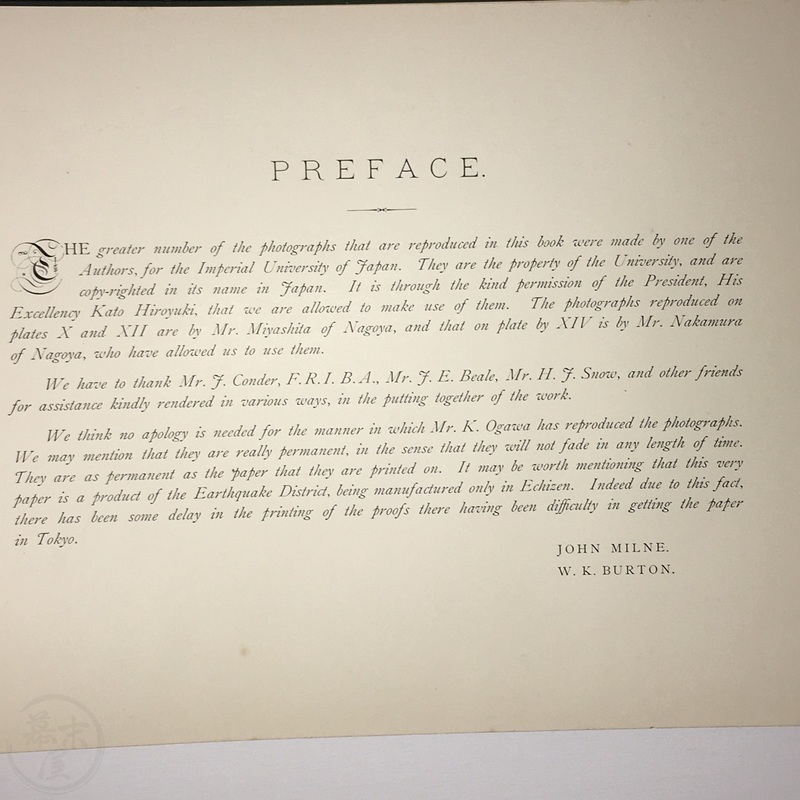 PREFACE.
THE greater number of the photographs that are reproduced in this book were made by one of the
Authors, for the Imperial University of Japan. They are the property of the University, and are
copy-righted in its name in Japan. It is through the kind permission of the President, His
Excellency Kato Hiroyuki, that we are allowed to make use of them. The photographs reproduced on
plates X and XII are by Mr. Miyashita of Nagoya, and that on plate by XIV is by Mr. Nakamura
of Nagoya, who have allowed us to use them.
We have to thank Mr. J. Conder, F.R.I.B.A., Mr. J. E. Beale, Mr. H. J. Snow, and other friends
for assistance kindly rendered in various ways, in the putting together of the work.
We think no apology is needed for the manner in which Mr. K. Ogawa has reproduced the photographs.
We may mention that they are really permanent, in the sense that they will not fade in any length of time.
They are as permanent as the paper that they are printed on. It may be worth mentioning that this very
paper is a product of the Earthquake District, being manufactured only in Echizen. Indeed due to this fact,
there has been some delay in the printing of the proofs there having been difficulty in getting the paper
in Tokyo.
JOHN MILNE.
W. K. BURTON.
幕末屋